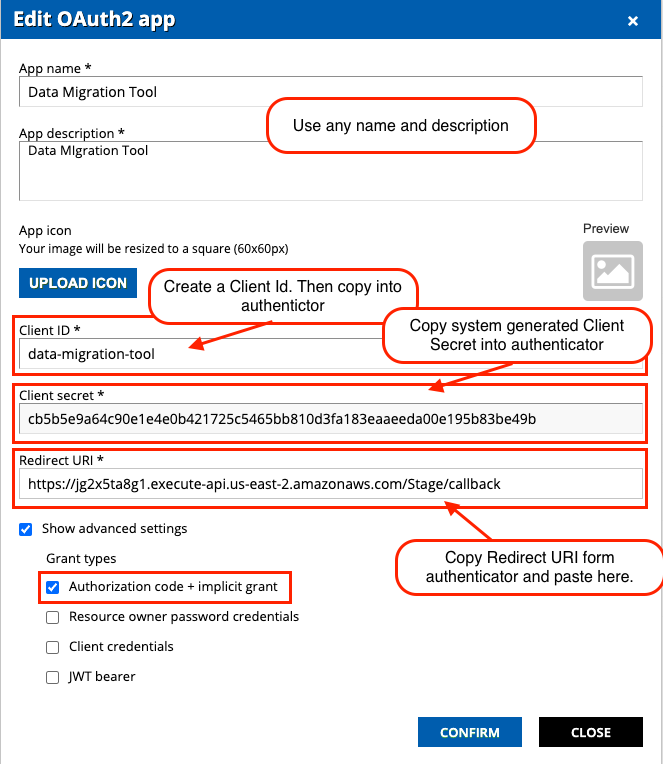 Edit OAuth2 app
×
App name *
Data Migration Tool
Use any name and description
App description *
Data MIgration Tool
App icon
Your image will be resized to a square (60x60px)
Preview
UPLOAD ICON
Create a Client Id. Then copy into
authentictor
Copy system generated Client
Secret into authenticator
Client ID *
data-migration-tool
Client secret *
cb5b5e9a64c90e1e4e0b421725c5465bb810d3fa183eaaeeda00e195b83be49b
Redirect URI *
https://jg2x5ta8g1.execute-api.us-east-2.amazonaws.com/Stage/callback
Show advanced settings
Copy Redirect URI form
authenticator and paste here.
Grant types
Authorization code + implicit grant
Resource owner password credentials
Client credentials
JWT bearer
CONFIRM
CLOSE